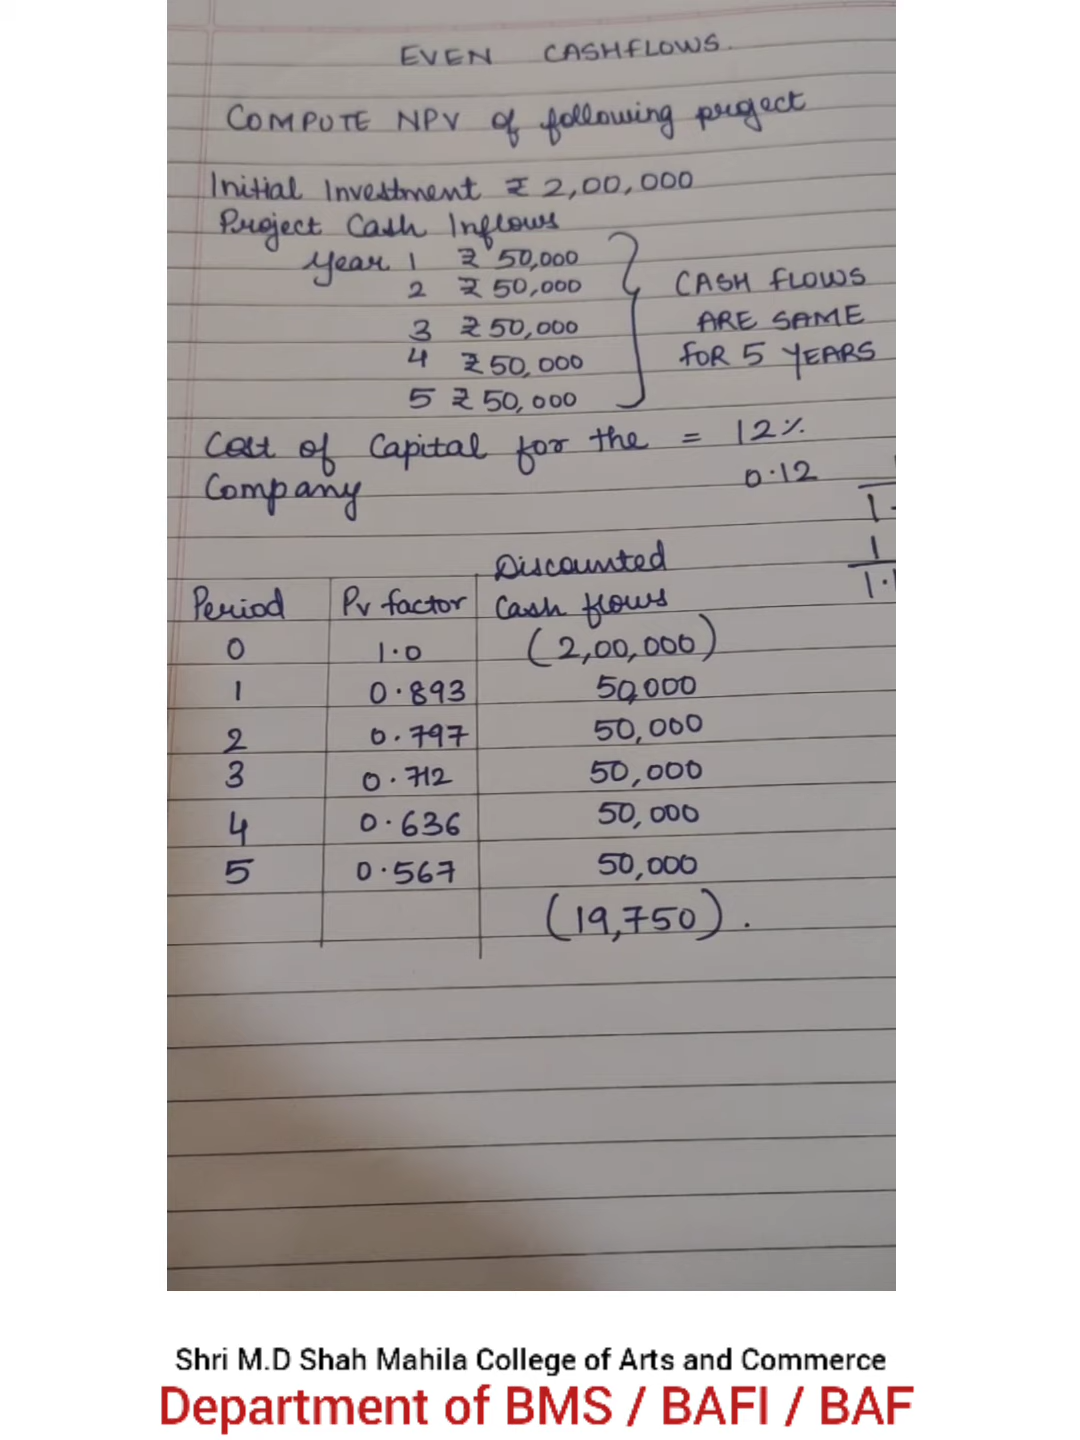 EVEN CASHFLOWS.
COMPUTE NPV of following project
Initial Investment ₹ 2,00,000
Project Cash Inflows
Year 1 ₹ 50,000
2 ₹ 50,000
3 ₹ 50,000
4 ₹ 50,000
5 ₹ 50,000
CASH FLOWS
ARE SAME
FOR 5 YEARS
Cost of Capital for the = 12%
Company
0.12
1
1.
Period
Pv factor
Discounted
Cash flows
0 1.0 (2,00,000)
1 0.893 50,000
2 0.797 50,000
3 0.712 50,000
4 0.636 50,000
5 0.567 50,000
(19,750).
Shri M.D Shah Mahila College of Arts and Commerce
Department of BMS / BAFI / BAF